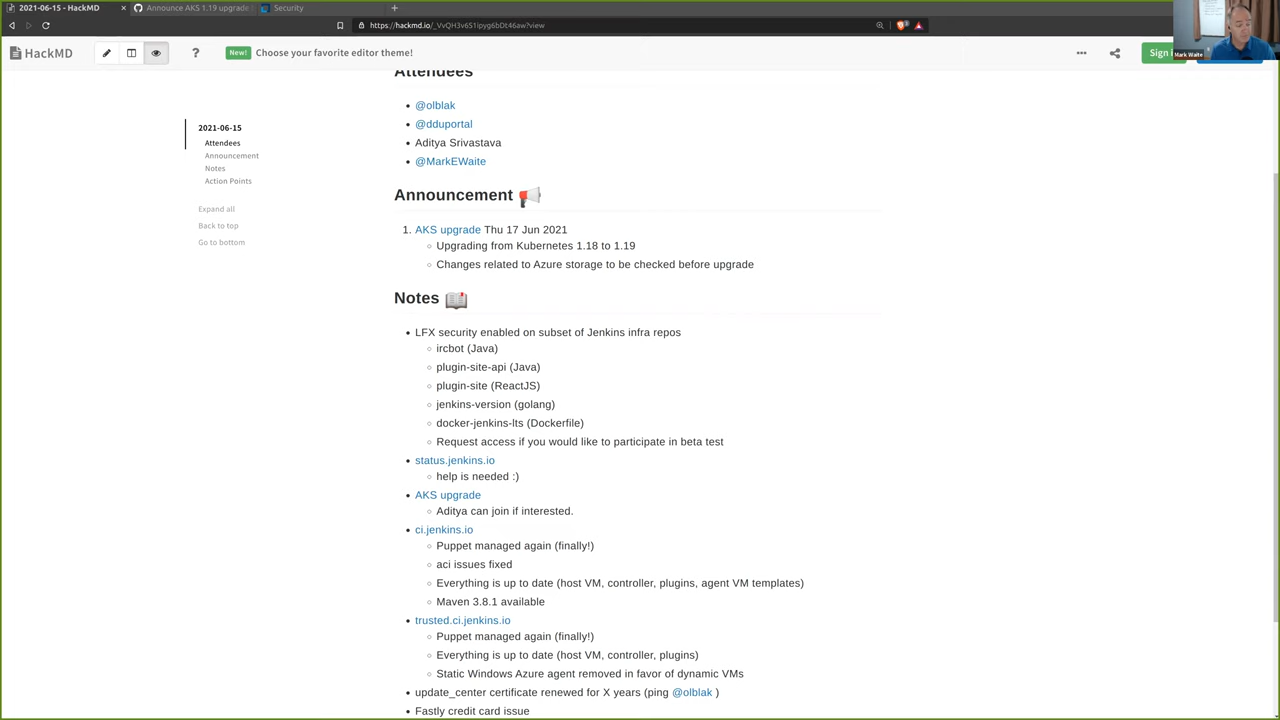 2021-06-15 - HackMD
Announce AKS 1.19 upgrade
Security
https://hackmd.io/_VvQH3v6S1ipyg6bDt46aw?view
HackMD
New! Choose your favorite editor theme!
Sign i
Mark Waite
2021-06-15
Attendees
Announcement
Notes
Action Points
Expand all
Back to top
Go to bottom
Attendees
@olblak
@dduportal
Aditya Srivastava
@MarkEWaite
Announcement
1. AKS upgrade Thu 17 Jun 2021
Upgrading from Kubernetes 1.18 to 1.19
Changes related to Azure storage to be checked before upgrade
Notes
LFX security enabled on subset of Jenkins infra repos
ircbot (Java)
plugin-site-api (Java)
plugin-site (ReactJS)
jenkins-version (golang)
docker-jenkins-lts (Dockerfile)
Request access if you would like to participate in beta test
status.jenkins.io
help is needed :)
AKS upgrade
Aditya can join if interested.
ci.jenkins.io
Puppet managed again (finally!)
aci issues fixed
Everything is up to date (host VM, controller, plugins, agent VM templates)
Maven 3.8.1 available
trusted.ci.jenkins.io
Puppet managed again (finally!)
Everything is up to date (host VM, controller, plugins)
Static Windows Azure agent removed in favor of dynamic VMs
update_center certificate renewed for X years (ping @olblak )
Fastly credit card issue